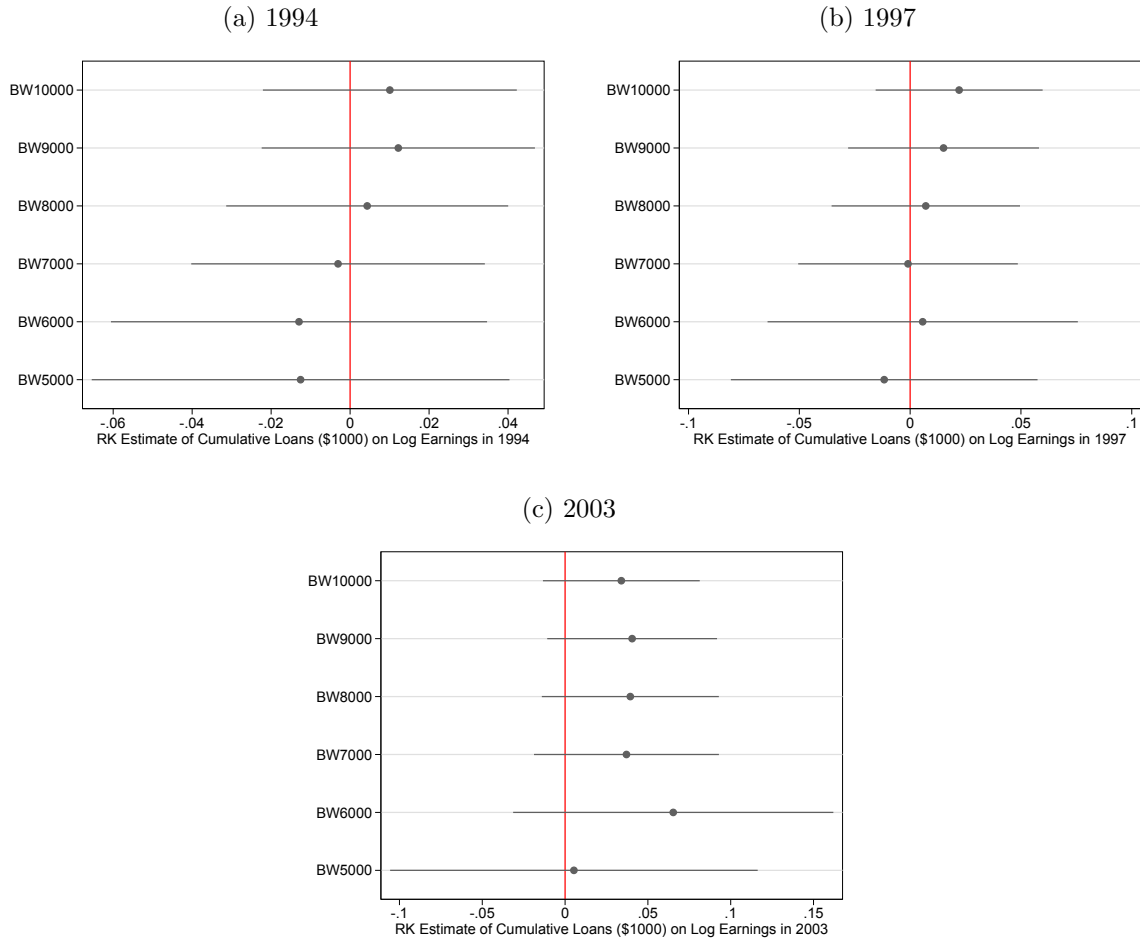 (a) 1994
BW10000
BW9000
BW8000
BW7000
BW6000
BW5000
-.06 -.04 -.02 0 .02 .04
RK Estimate of Cumulative Loans ($1000) on Log Earnings in 1994
(b) 1997
BW10000
BW9000
BW8000
BW7000
BW6000
BW5000
-.1 -.05 0 .05 .1
RK Estimate of Cumulative Loans ($1000) on Log Earnings in 1997
(c) 2003
BW10000
BW9000
BW8000
BW7000
BW6000
BW5000
-.1 -.05 0 .05 .1 .15
RK Estimate of Cumulative Loans ($1000) on Log Earnings in 2003